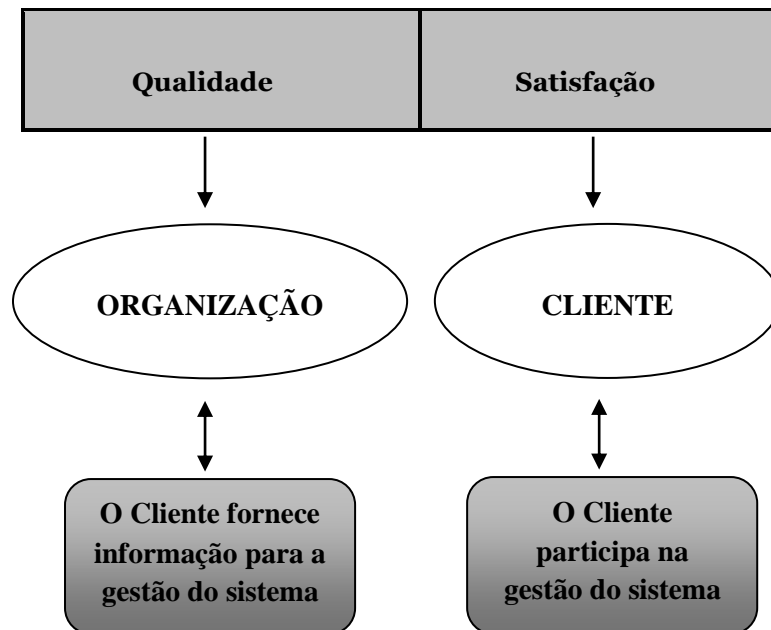 Qualidade
Satisfação
ORGANIZAÇÃO
CLIENTE
O Cliente fornece
informação para a
gestão do sistema
O Cliente
participa na
gestão do sistema